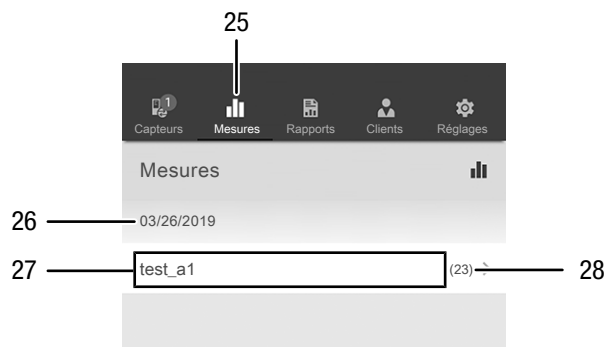 25
1
Capteurs Mesures Rapports Clients Réglages
Mesures
26 03/26/2019
27 test_a1 (23) 28